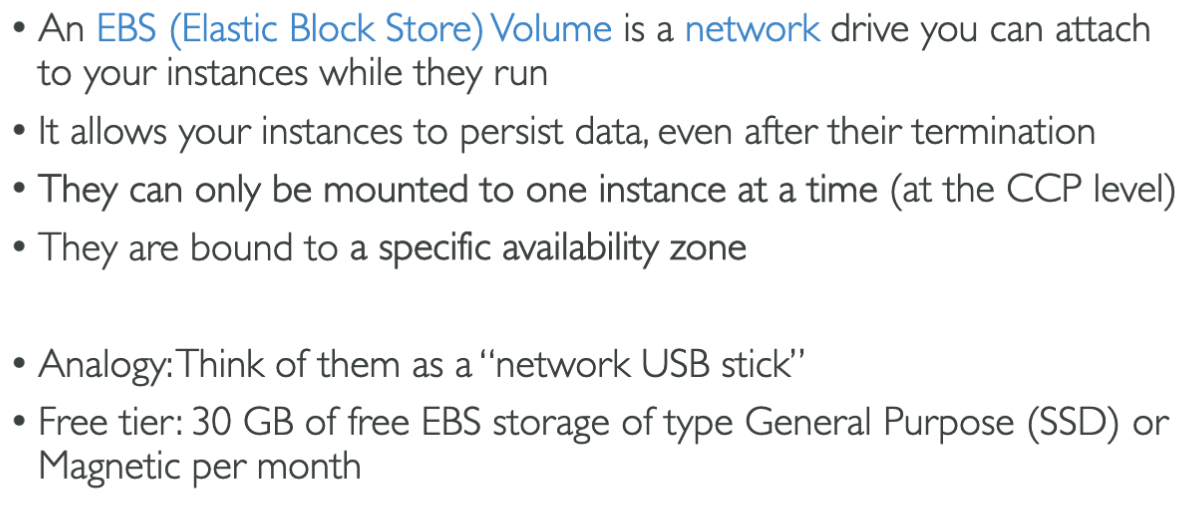 • An EBS (Elastic Block Store) Volume is a network drive you can attach
to your instances while they run
• It allows your instances to persist data, even after their termination
• They can only be mounted to one instance at a time (at the CCP level)
• They are bound to a specific availability zone
• Analogy: Think of them as a “network USB stick”
• Free tier: 30 GB of free EBS storage of type General Purpose (SSD) or
Magnetic per month